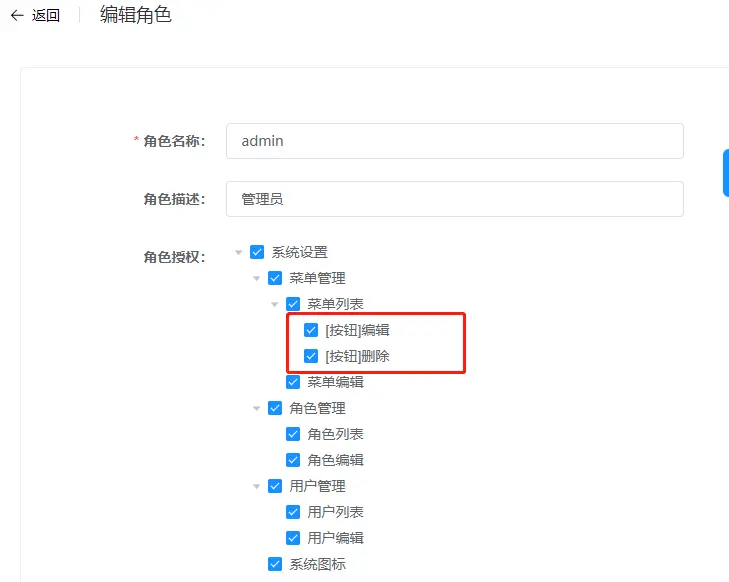 返回 编辑角色
* 角色名称: admin
角色描述: 管理员
角色授权: 系统设置
菜单管理
菜单列表
[按钮]编辑
[按钮]删除
菜单编辑
角色管理
角色列表
角色编辑
用户管理
用户列表
用户编辑
系统图标